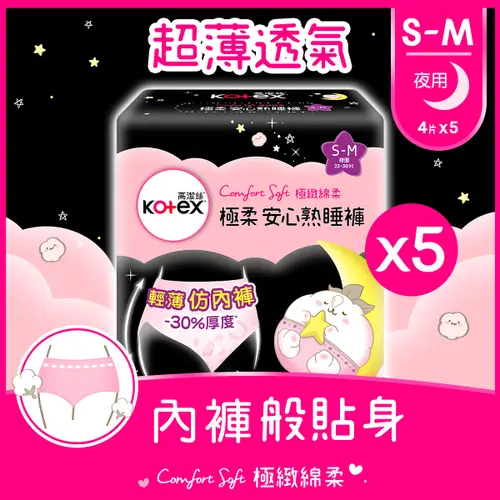 超薄透氣
S-M
夜用
4片x5
高潔絲
Kotex
S-M
Comfort Soft 極緻綿柔
極柔 安心熟睡褲
x5
輕薄 仿內褲
-30%厚度*
內褲般貼身
Comfort Soft 極緻綿柔